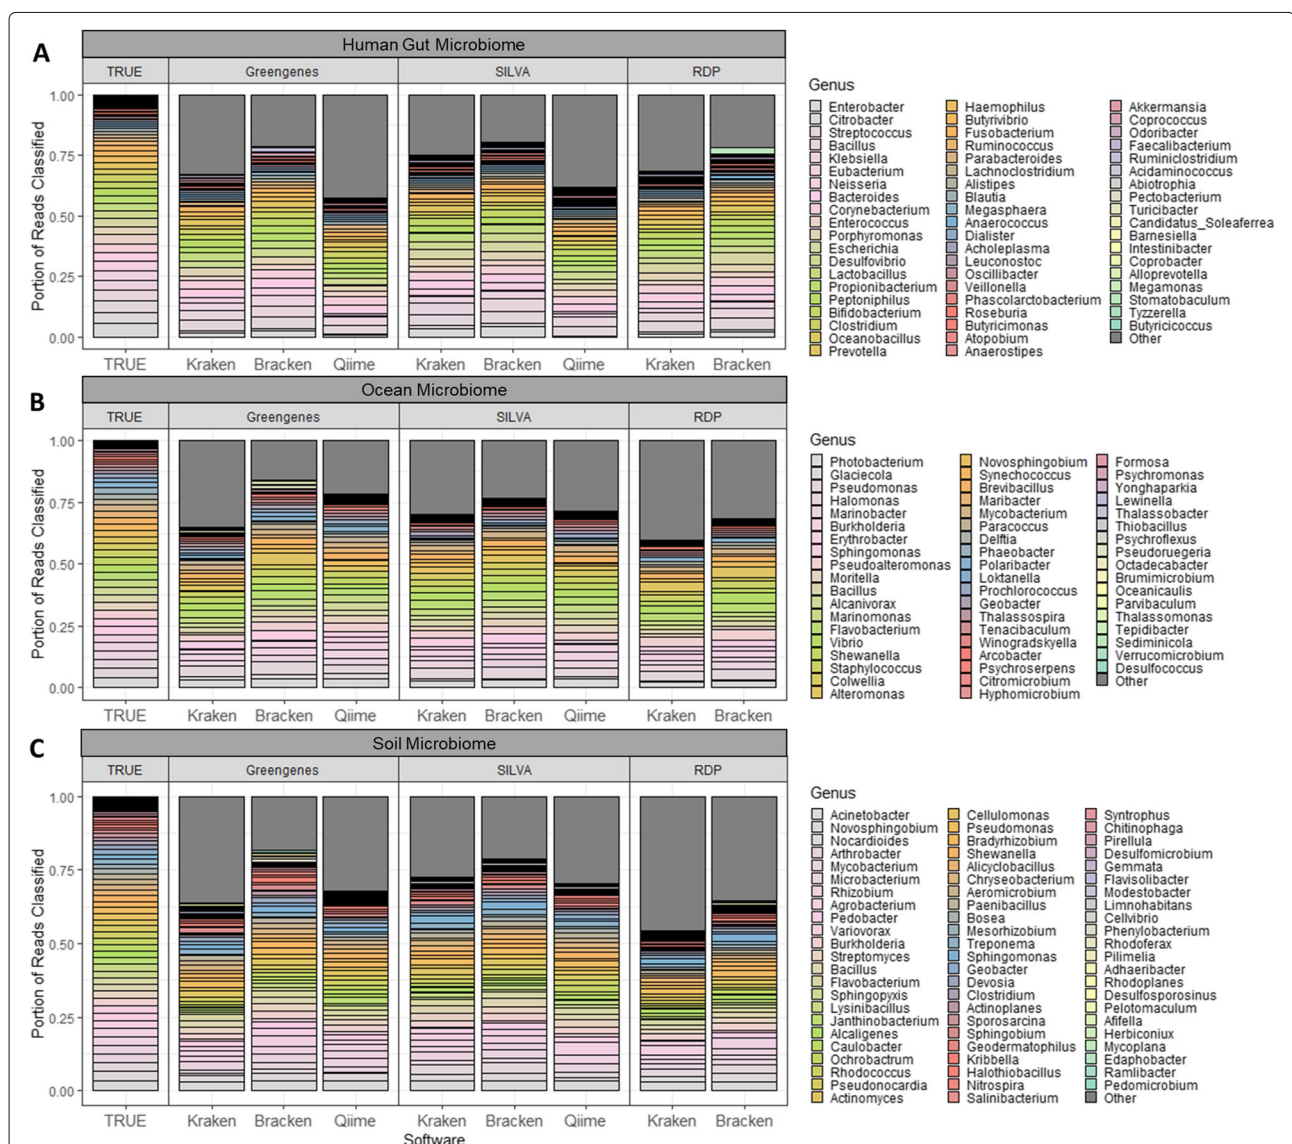 A
Human Gut Microbiome
TRUE Greengenes SILVA RDP
Portion of Reads Classified
1.00
0.75
0.50
0.25
0.00
TRUE Kraken Bracken Qiime Kraken Bracken Qiime Kraken Bracken
Genus
Enterobacter
Citrobacter
Streptococcus
Bacillus
Klebsiella
Eubacterium
Neisseria
Bacteroides
Corynebacterium
Enterococcus
Porphyromonas
Escherichia
Desulfovibrio
Lactobacillus
Propionibacterium
Peptoniphilus
Bifidobacterium
Clostridium
Oceanobacillus
Prevotella
Haemophilus
Butyrivibrio
Fusobacterium
Ruminococcus
Parabacteroides
Lachnoclostridium
Alistipes
Blautia
Megasphaera
Anaerococcus
Dialister
Acholeplasma
Leuconostoc
Oscillibacter
Veillonella
Phascolarctobacterium
Roseburia
Butyricimonas
Atopobium
Anaerostipes
Akkermansia
Coprococcus
Odoribacter
Faecalibacterium
Ruminiclostridium
Acidaminococcus
Abiotrophia
Pectobacterium
Turicibacter
Candidatus_Soleaferrea
Barnesiella
Intestinibacter
Coprobacter
Alloprevotella
Megamonas
Stomatobaculum
Tyzzerella
Butyricicoccus
Other
B
Ocean Microbiome
TRUE Greengenes SILVA RDP
Portion of Reads Classified
1.00
0.75
0.50
0.25
0.00
TRUE Kraken Bracken Qiime Kraken Bracken Qiime Kraken Bracken
Genus
Photobacterium
Glaciecola
Pseudomonas
Halomonas
Marinobacter
Burkholderia
Erythrobacter
Sphingomonas
Pseudoalteromonas
Moritella
Bacillus
Alcanivorax
Marinomonas
Flavobacterium
Vibrio
Shewanella
Staphylococcus
Colwellia
Alteromonas
Novosphingobium
Synechococcus
Brevibacillus
Maribacter
Mycobacterium
Paracoccus
Delftia
Phaeobacter
Polaribacter
Loktanella
Prochlorococcus
Geobacter
Thalassospira
Tenacibaculum
Winogradskyella
Arcobacter
Psychroserpens
Citromicrobium
Hyphomicrobium
Formosa
Psychromonas
Yonghaparkia
Lewinella
Thalassobacter
Thiobacillus
Psychroflexus
Pseudoruegeria
Octadecabacter
Brumimicrobium
Oceanicaulis
Parvibaculum
Thalassomonas
Tepidibacter
Sediminicola
Verrucomicrobium
Desulfococcus
Other
C
Soil Microbiome
TRUE Greengenes SILVA RDP
Portion of Reads Classified
1.00
0.75
0.50
0.25
0.00
TRUE Kraken Bracken Qiime Kraken Bracken Qiime Kraken Bracken
Software
Genus
Acinetobacter
Novosphingobium
Nocardioides
Arthrobacter
Mycobacterium
Microbacterium
Rhizobium
Agrobacterium
Pedobacter
Variovorax
Burkholderia
Streptomyces
Bacillus
Flavobacterium
Sphingopyxis
Lysinibacillus
Janthinobacterium
Alcaligenes
Caulobacter
Ochrobactrum
Rhodococcus
Pseudonocardia
Actinomyces
Cellulomonas
Pseudomonas
Bradyrhizobium
Shewanella
Alicyclobacillus
Chryseobacterium
Aeromicrobium
Paenibacillus
Bosea
Mesorhizobium
Treponema
Sphingomonas
Geobacter
Devosia
Clostridium
Actinoplanes
Sporosarcina
Sphingobium
Geodermatophilus
Kribbella
Halothiobacillus
Nitrospira
Salinibacterium
Syntrophus
Chitinophaga
Pirellula
Desulfomicrobium
Gemmata
Flavisolibacter
Modestobacter
Limnohabitans
Cellvibrio
Phenylobacterium
Rhodoferax
Pilimelia
Adhaeribacter
Rhodoplanes
Desulfosporosinus
Pelotomaculum
Afifella
Herbiconiux
Mycoplana
Edaphobacter
Ramlibacter
Pedomicrobium
Other